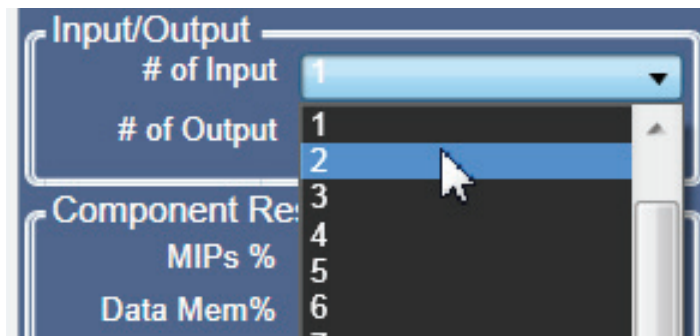 Input/Output
# of Input 1
# of Output
1
2
3
4
5
6
Component Res
MIPs %
Data Mem%